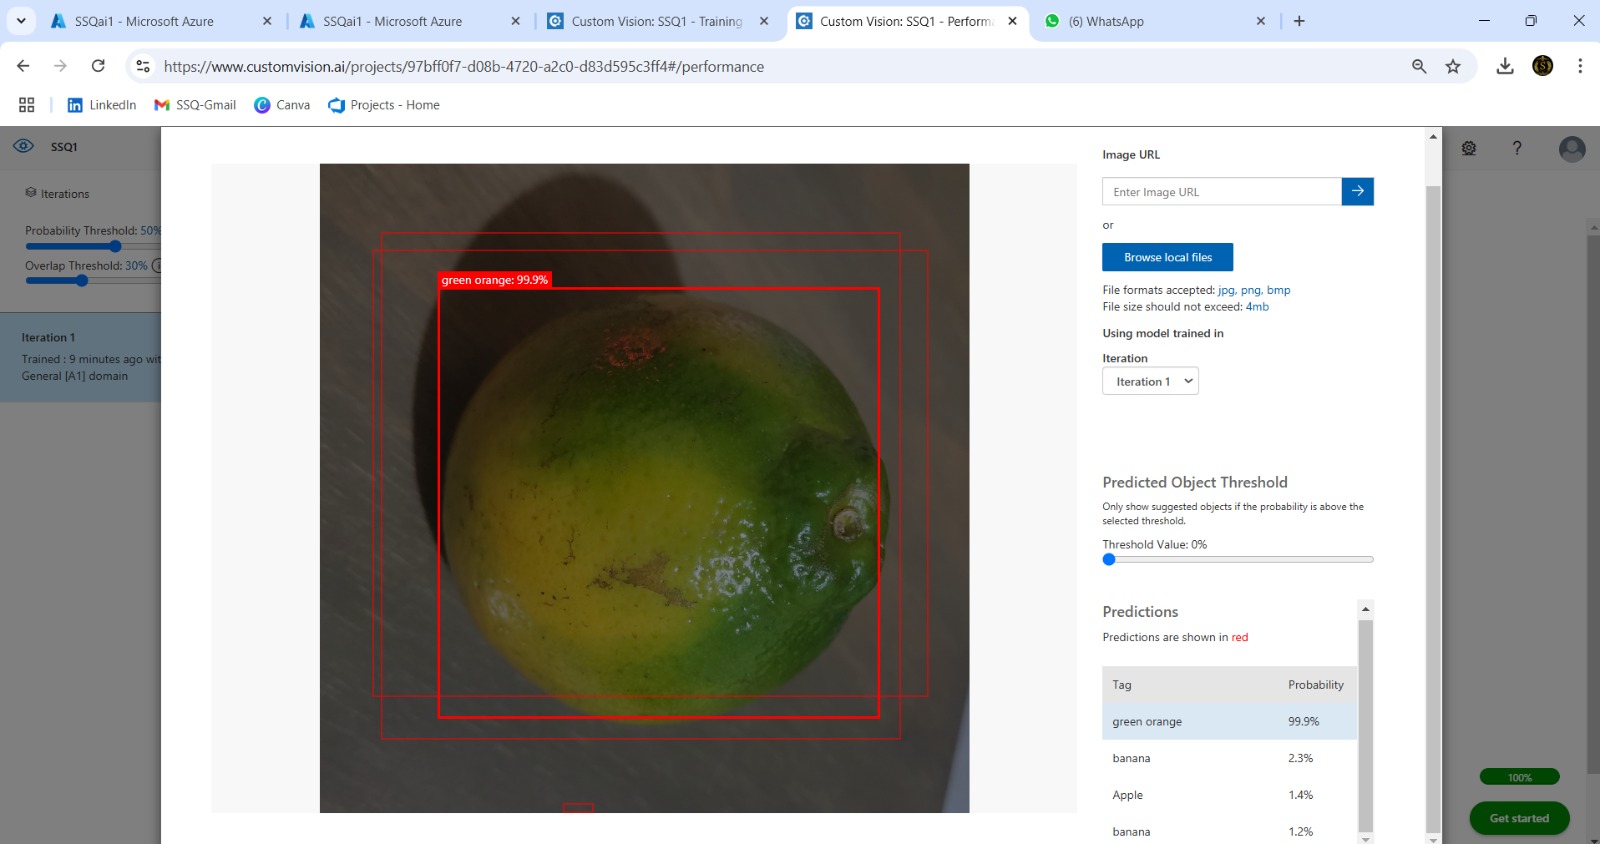 SSQai1 - Microsoft Azure
SSQai1 - Microsoft Azure
Custom Vision: SSQ1 - Training
Custom Vision: SSQ1 - Perform
(6) WhatsApp
https://www.customvision.ai/projects/97bff0f7-d08b-4720-a2c0-d83d595c3ff4#/performance
LinkedIn
SSQ-Gmail
Canva
Projects - Home
SSQ1
Iterations
Probability Threshold: 50%
Overlap Threshold: 30%
Iteration 1
Trained : 9 minutes ago wit
General [A1] domain
green orange: 99.9%
Image URL
Enter Image URL
or
Browse local files
File formats accepted: jpg, png, bmp
File size should not exceed: 4mb
Using model trained in
Iteration
Iteration 1
Predicted Object Threshold
Only show suggested objects if the probability is above the
selected threshold.
Threshold Value: 0%
Predictions
Predictions are shown in red
Tag Probability
green orange 99.9%
banana 2.3%
Apple 1.4%
banana 1.2%
?
100%
Get started